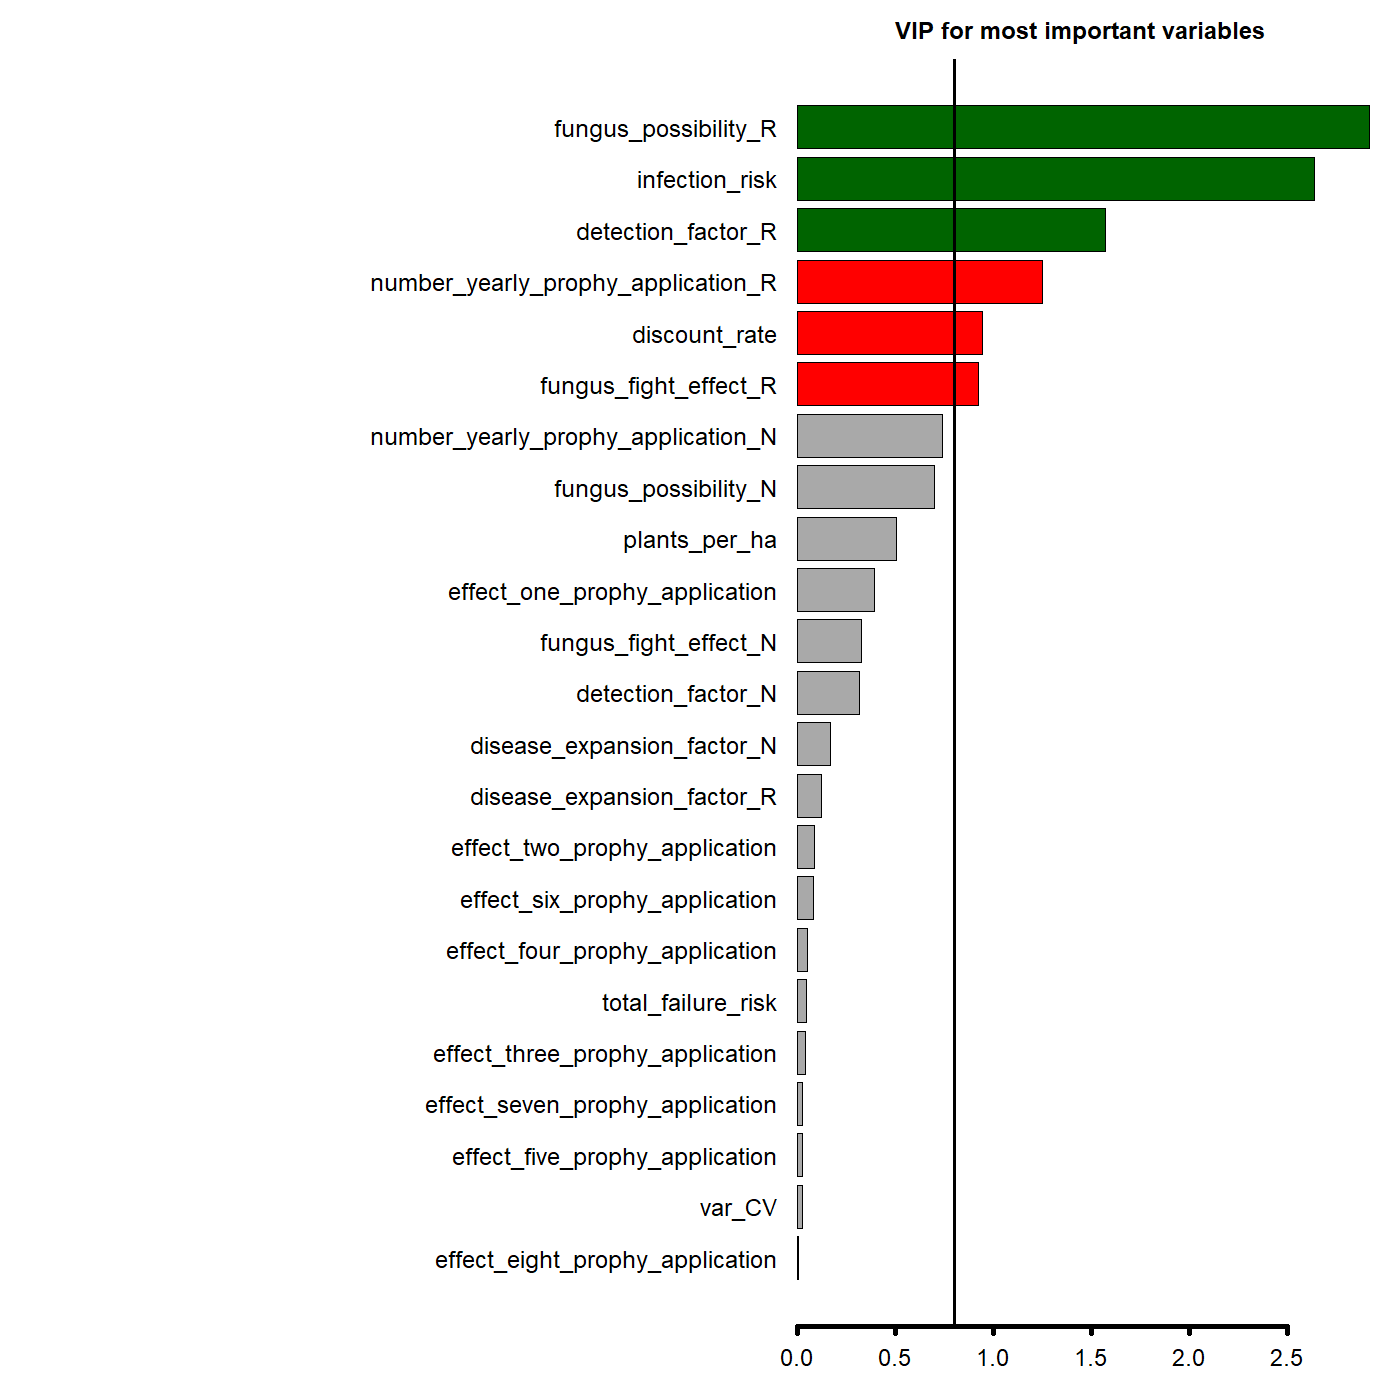 VIP for most important variables
fungus_possibility_R
infection_risk
detection_factor_R
number_yearly_prophy_application_R
discount_rate
fungus_fight_effect_R
number_yearly_prophy_application_N
fungus_possibility_N
plants_per_ha
effect_one_prophy_application
fungus_fight_effect_N
detection_factor_N
disease_expansion_factor_N
disease_expansion_factor_R
effect_two_prophy_application
effect_six_prophy_application
effect_four_prophy_application
total_failure_risk
effect_three_prophy_application
effect_seven_prophy_application
effect_five_prophy_application
var_CV
effect_eight_prophy_application
0.0 0.5 1.0 1.5 2.0 2.5